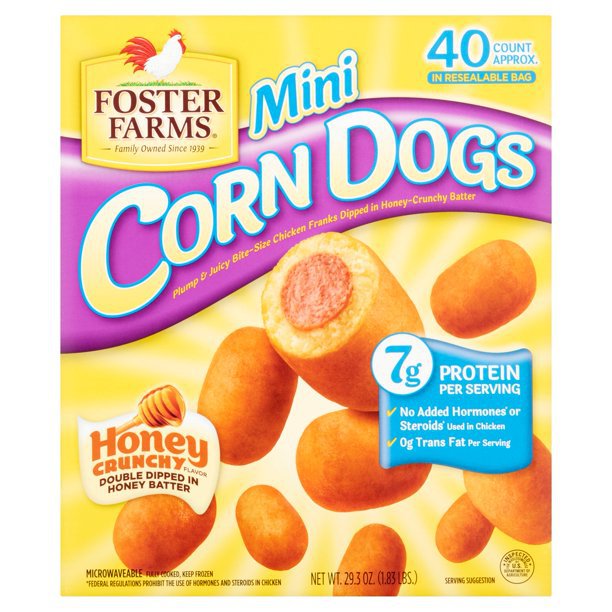 40 COUNT
APPROX.
IN RESEALABLE BAG
FOSTER
FARMS®
Family Owned Since 1939
Mini
CORN DOGS
Plump & Juicy Bite-Size Chicken Franks Dipped in Honey-Crunchy Batter
7g PROTEIN
PER SERVING
✓ No Added Hormones* or
Steroids* Used in Chicken
✓ 0g Trans Fat Per Serving
Honey
CRUNCHY FLAVOR
DOUBLE DIPPED IN
HONEY BATTER
MICROWAVEABLE FULLY COOKED, KEEP FROZEN
*FEDERAL REGULATIONS PROHIBIT THE USE OF HORMONES AND STEROIDS IN CHICKEN
NET WT. 29.3 OZ. (1.83 LBS.)
SERVING SUGGESTION
INSPECTED
U.S.
DEPARTMENT OF
AGRICULTURE